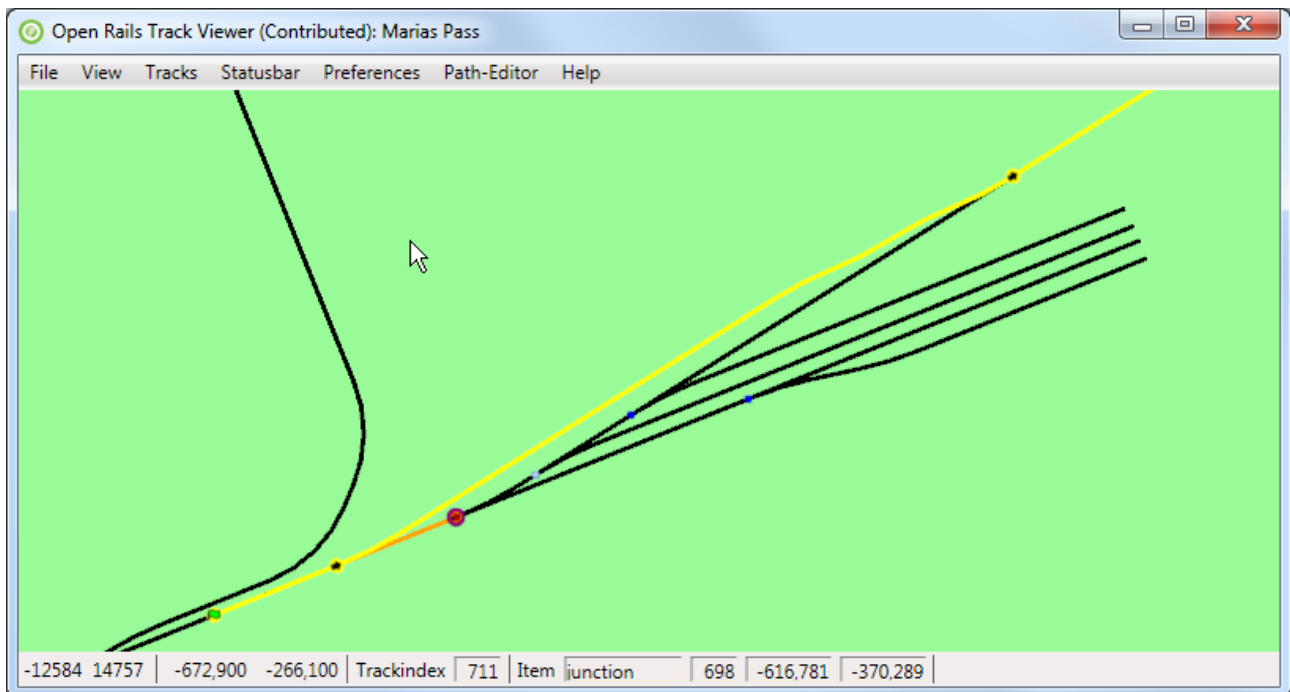 Open Rails Track Viewer (Contributed): Marias Pass
File View Tracks Statusbar Preferences Path-Editor Help
-12584 14757 -672,900 -266,100 Trackindex 711 Item junction 698 -616,781 -370,289